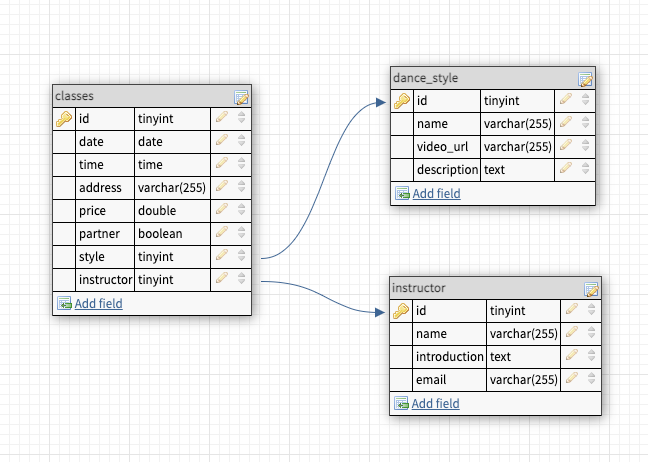 classes
id tinyint
date date
time time
address varchar(255)
price double
partner boolean
style tinyint
instructor tinyint
Add field
dance_style
id tinyint
name varchar(255)
video_url varchar(255)
description text
Add field
instructor
id tinyint
name varchar(255)
introduction text
email varchar(255)
Add field